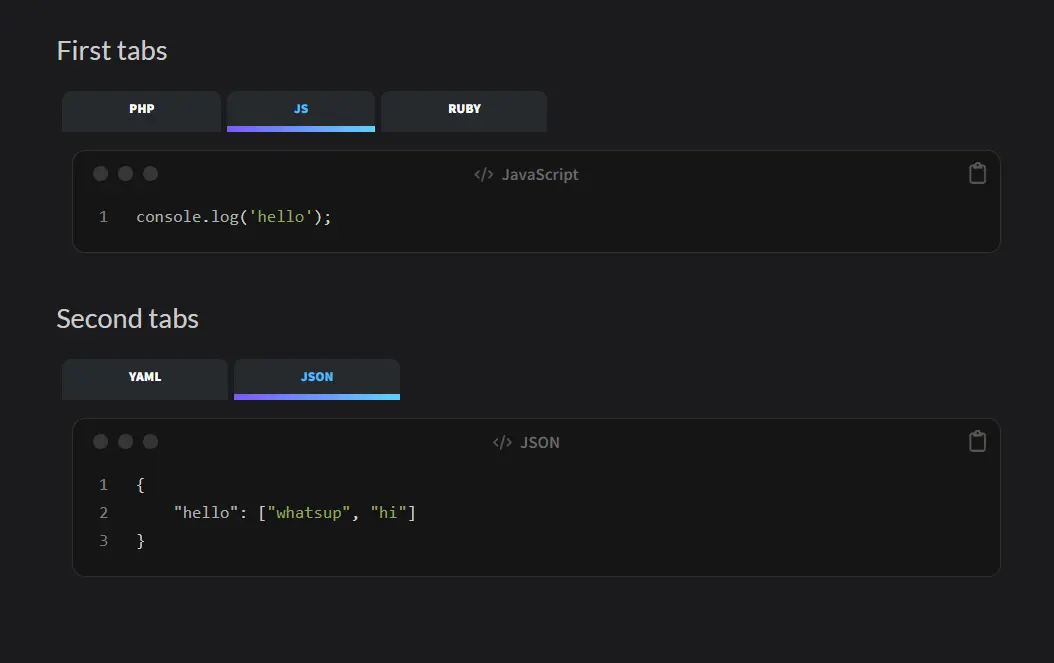 First tabs
PHP JS RUBY
</> JavaScript
1 console.log('hello');
Second tabs
YAML JSON
</> JSON
1 {
2     "hello": ["whatsup", "hi"]
3 }